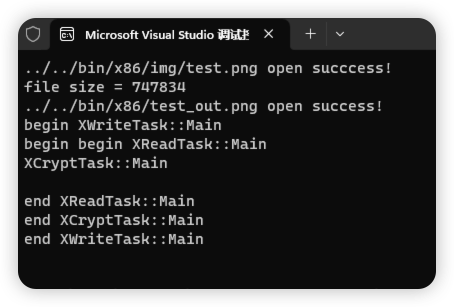 Microsoft Visual Studio 调试
../../bin/x86/img/test.png open succcess!
file size = 747834
../../bin/x86/test_out.png open success!
begin XWriteTask::Main
begin begin XReadTask::Main
XCryptTask::Main
end XReadTask::Main
end XCryptTask::Main
end XWriteTask::Main